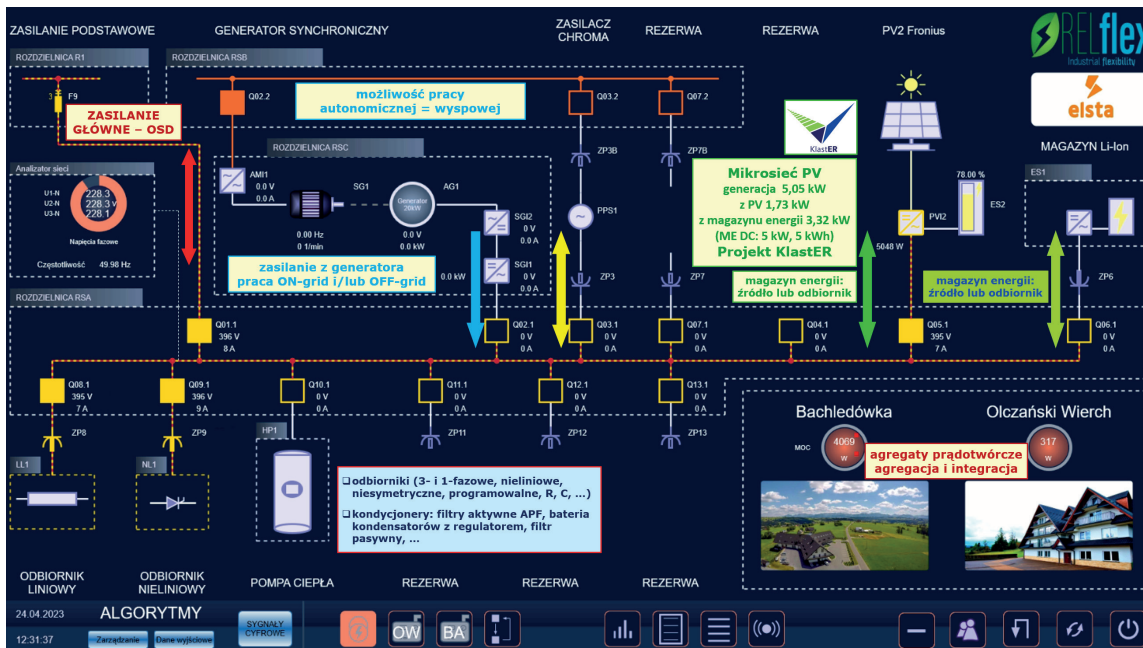 ZASILANIE PODSTAWOWE
GENERATOR SYNCHRONICZNY
ZASILACZ
CHROMA
REZERWA
REZERWA
PV2 Fronius
RELflex
Industrial flexibility
elsta
ROZDZIELNICA R1
3
F9
ZASILANIE
GŁÓWNE – OSD
ROZDZIELNICA RSB
Q02.2
możliwość pracy
autonomicznej = wyspowej
Q03.2
Q07.2
KlastER
MAGAZYN Li-Ion
Analizator sieci
U1-N
U2-N
U3-N
228.3
228.3 V
228.1
Napięcia fazowe
Częstotliwość 49.98 Hz
ROZDZIELNICA RSC
AMI1
0.0 V
0.0 A
SG1
0.00 Hz
0 1/min
AG1
Generator
20kW
0.0 V
0.0 kW
SGI2
0 V
0.0 A
SGI1
0 V
0.0 A
0.0 kW
zasilanie z generatora
praca ON-grid i/lub OFF-grid
ZP3B
PPS1
ZP3
ZP7B
ZP7
Mikrosieć PV
generacja 5,05 kW
z PV 1,73 kW
z magazynu energii 3,32 kW
(ME DC: 5 kW, 5 kWh)
Projekt KlastER
magazyn energii:
źródło lub odbiornik
78.00 %
ES2
PVI2
5048 W
magazyn energii:
źródło lub odbiornik
ES1
ZP6
ROZDZIELNICA RSA
Q01.1
396 V
8 A
Q02.1
0 V
0 A
Q03.1
0 V
0 A
Q07.1
0 V
0 A
Q04.1
0 V
0 A
Q05.1
395 V
7 A
Q06.1
0 V
0 A
Q08.1
395 V
7 A
Q09.1
396 V
9 A
Q10.1
0 V
0 A
Q11.1
0 V
0 A
Q12.1
0 V
0 A
Q13.1
0 V
0 A
ZP8
ZP9
ZP11
ZP12
ZP13
LL1
NL1
HP1
odbiorniki (3- i 1-fazowe, nieliniowe,
niesymetryczne, programowalne, R, C, ...)
kondycjonery: filtry aktywne APF, bateria
kondensatorów z regulatorem, filtr
pasywny, ...
Bachledówka
Olczański Wierch
MOC
4069
W
317
W
agregaty prądotwórcze
agregacja i integracja
ODBIORNIK
LINIOWY
ODBIORNIK
NIELINIOWY
POMPA CIEPŁA
REZERWA
REZERWA
REZERWA
24.04.2023
12:31:37
ALGORYTMY
Zarządzanie
Dane wyjściowe
SYGNAŁY
CYFROWE
OW
BA